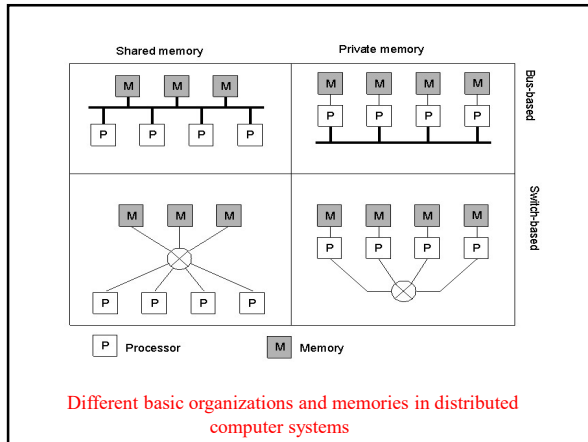 Shared memory Private memory
M M M M M M M
P P P P
P P P P
Bus-based
M M M M M M M
P P P P
P P P P
Switch-based
P Processor M Memory
Different basic organizations and memories in distributed
computer systems